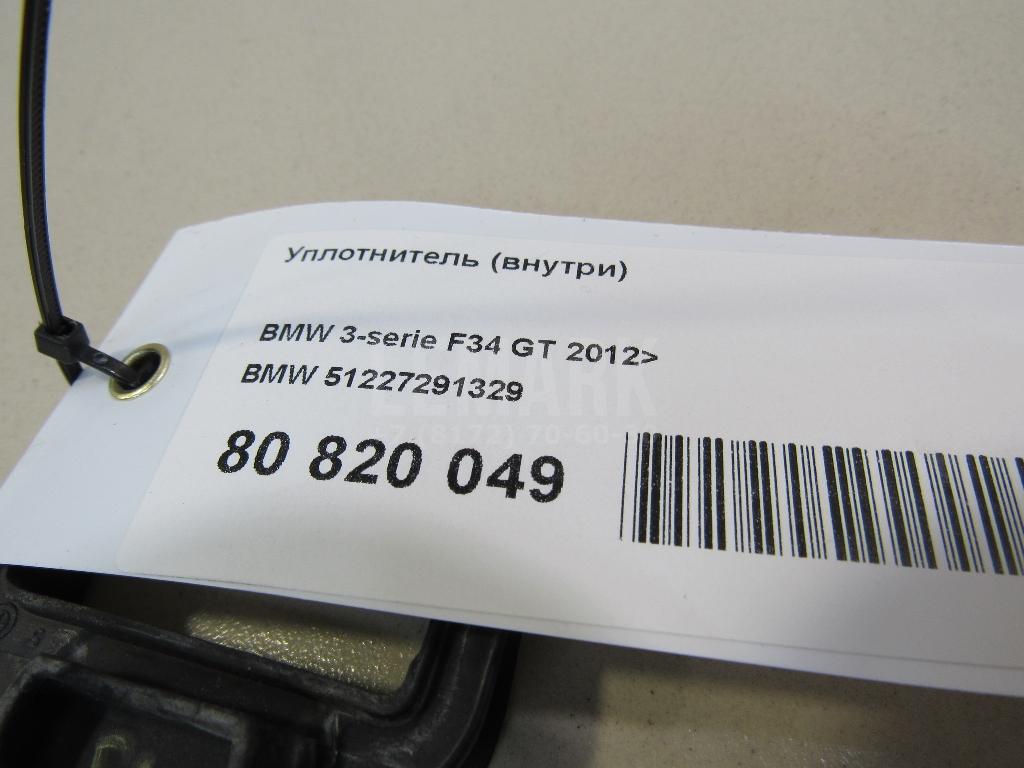 Уплотнитель (внутри)
BMW 3-serie F34 GT 2012>
BMW 51227291329
80 820 049